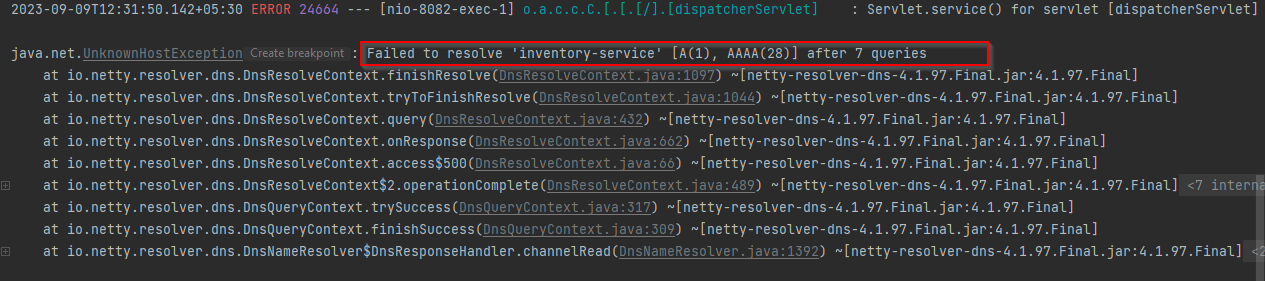 2023-09-09T12:31:50.142+05:30 ERROR 24664 --- [nio-8082-exec-1] o.a.c.c.C.[.[.[/].[dispatcherServlet]    : Servlet.service() for servlet [dispatcherServlet]
java.net.UnknownHostException Create breakpoint : Failed to resolve 'inventory-service' [A(1), AAAA(28)] after 7 queries
at io.netty.resolver.dns.DnsResolveContext.finishResolve(DnsResolveContext.java:1097) ~[netty-resolver-dns-4.1.97.Final.jar:4.1.97.Final]
at io.netty.resolver.dns.DnsResolveContext.tryToFinishResolve(DnsResolveContext.java:1044) ~[netty-resolver-dns-4.1.97.Final.jar:4.1.97.Final]
at io.netty.resolver.dns.DnsResolveContext.query(DnsResolveContext.java:432) ~[netty-resolver-dns-4.1.97.Final.jar:4.1.97.Final]
at io.netty.resolver.dns.DnsResolveContext.onResponse(DnsResolveContext.java:662) ~[netty-resolver-dns-4.1.97.Final.jar:4.1.97.Final]
at io.netty.resolver.dns.DnsResolveContext.access$500(DnsResolveContext.java:66) ~[netty-resolver-dns-4.1.97.Final.jar:4.1.97.Final]
at io.netty.resolver.dns.DnsResolveContext$2.operationComplete(DnsResolveContext.java:489) ~[netty-resolver-dns-4.1.97.Final.jar:4.1.97.Final] <7 interna
at io.netty.resolver.dns.DnsQueryContext.trySuccess(DnsQueryContext.java:317) ~[netty-resolver-dns-4.1.97.Final.jar:4.1.97.Final]
at io.netty.resolver.dns.DnsQueryContext.finishSuccess(DnsQueryContext.java:309) ~[netty-resolver-dns-4.1.97.Final.jar:4.1.97.Final]
at io.netty.resolver.dns.DnsNameResolver$DnsResponseHandler.channelRead(DnsNameResolver.java:1392) ~[netty-resolver-dns-4.1.97.Final.jar:4.1.97.Final] <2